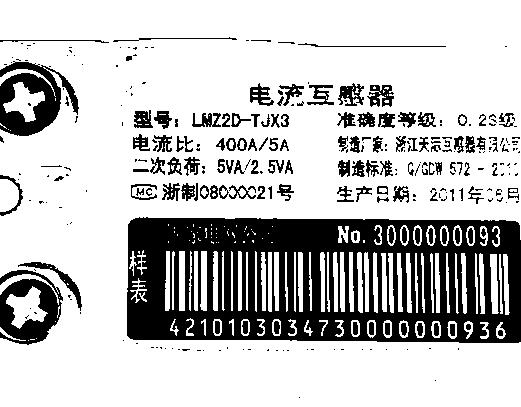 电流互感器
型号: LMZ2D-TJX3 准确度等级: 0.2S级
电流比: 400A/5A 制造厂家: 浙江天际互感器有限公司
二次负荷: 5VA/2.5VA 制造标准: Q/GDW 572 - 2010
MC 浙制08000021号 生产日期: 2011年08月
No. 3000000093
样表
4210103034730000000936